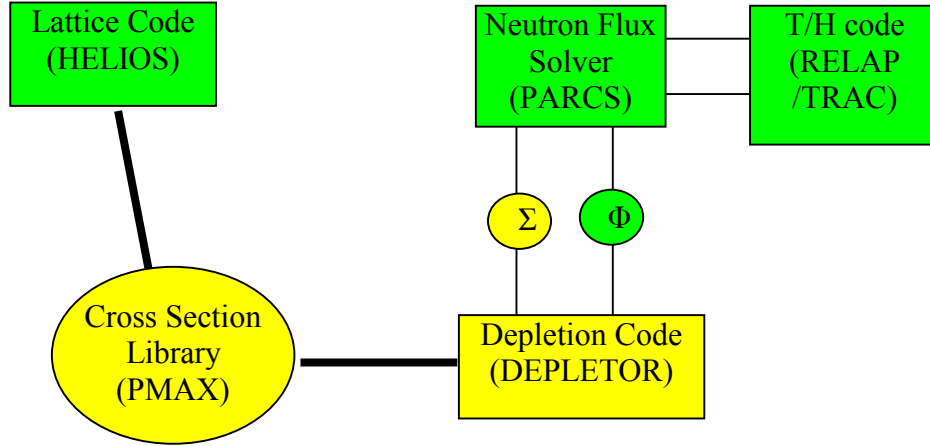 Lattice Code
(HELIOS)
Neutron Flux
Solver
(PARCS)
T/H code
(RELAP
/TRAC)
Σ
Φ
Cross Section
Library
(PMAX)
Depletion Code
(DEPLETOR)